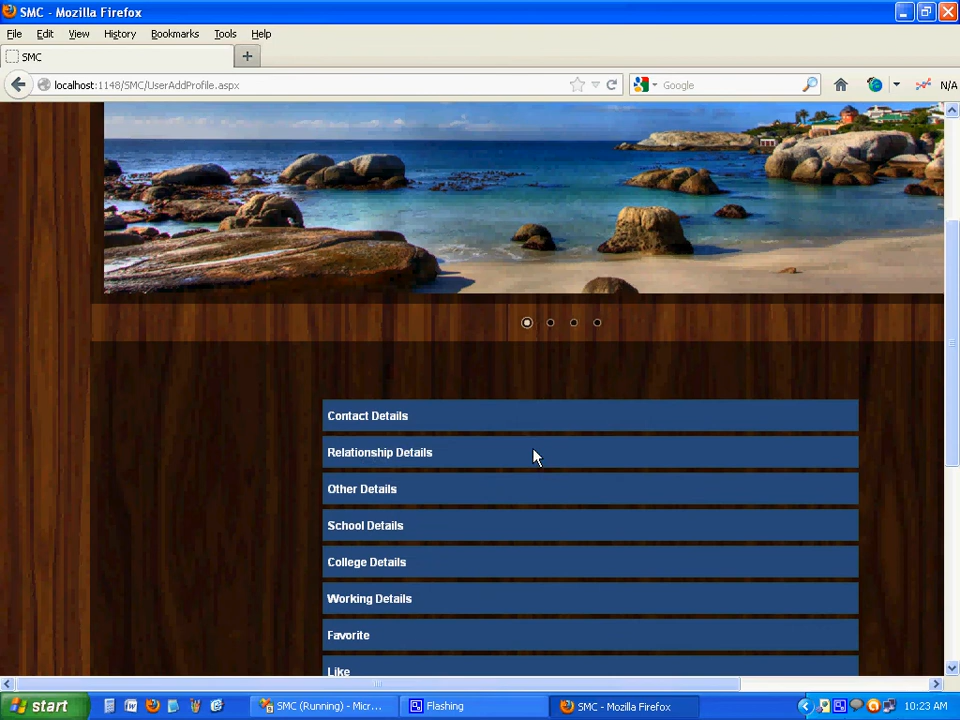 SMC - Mozilla Firefox
File Edit View History Bookmarks Tools Help
SMC
localhost:1148/SMC/UserAddProfile.aspx
Google
N/A
Contact Details
Relationship Details
Other Details
School Details
College Details
Working Details
Favorite
Like
start
SMC (Running) - Micr...
Flashing
SMC - Mozilla Firefox
10:23 AM